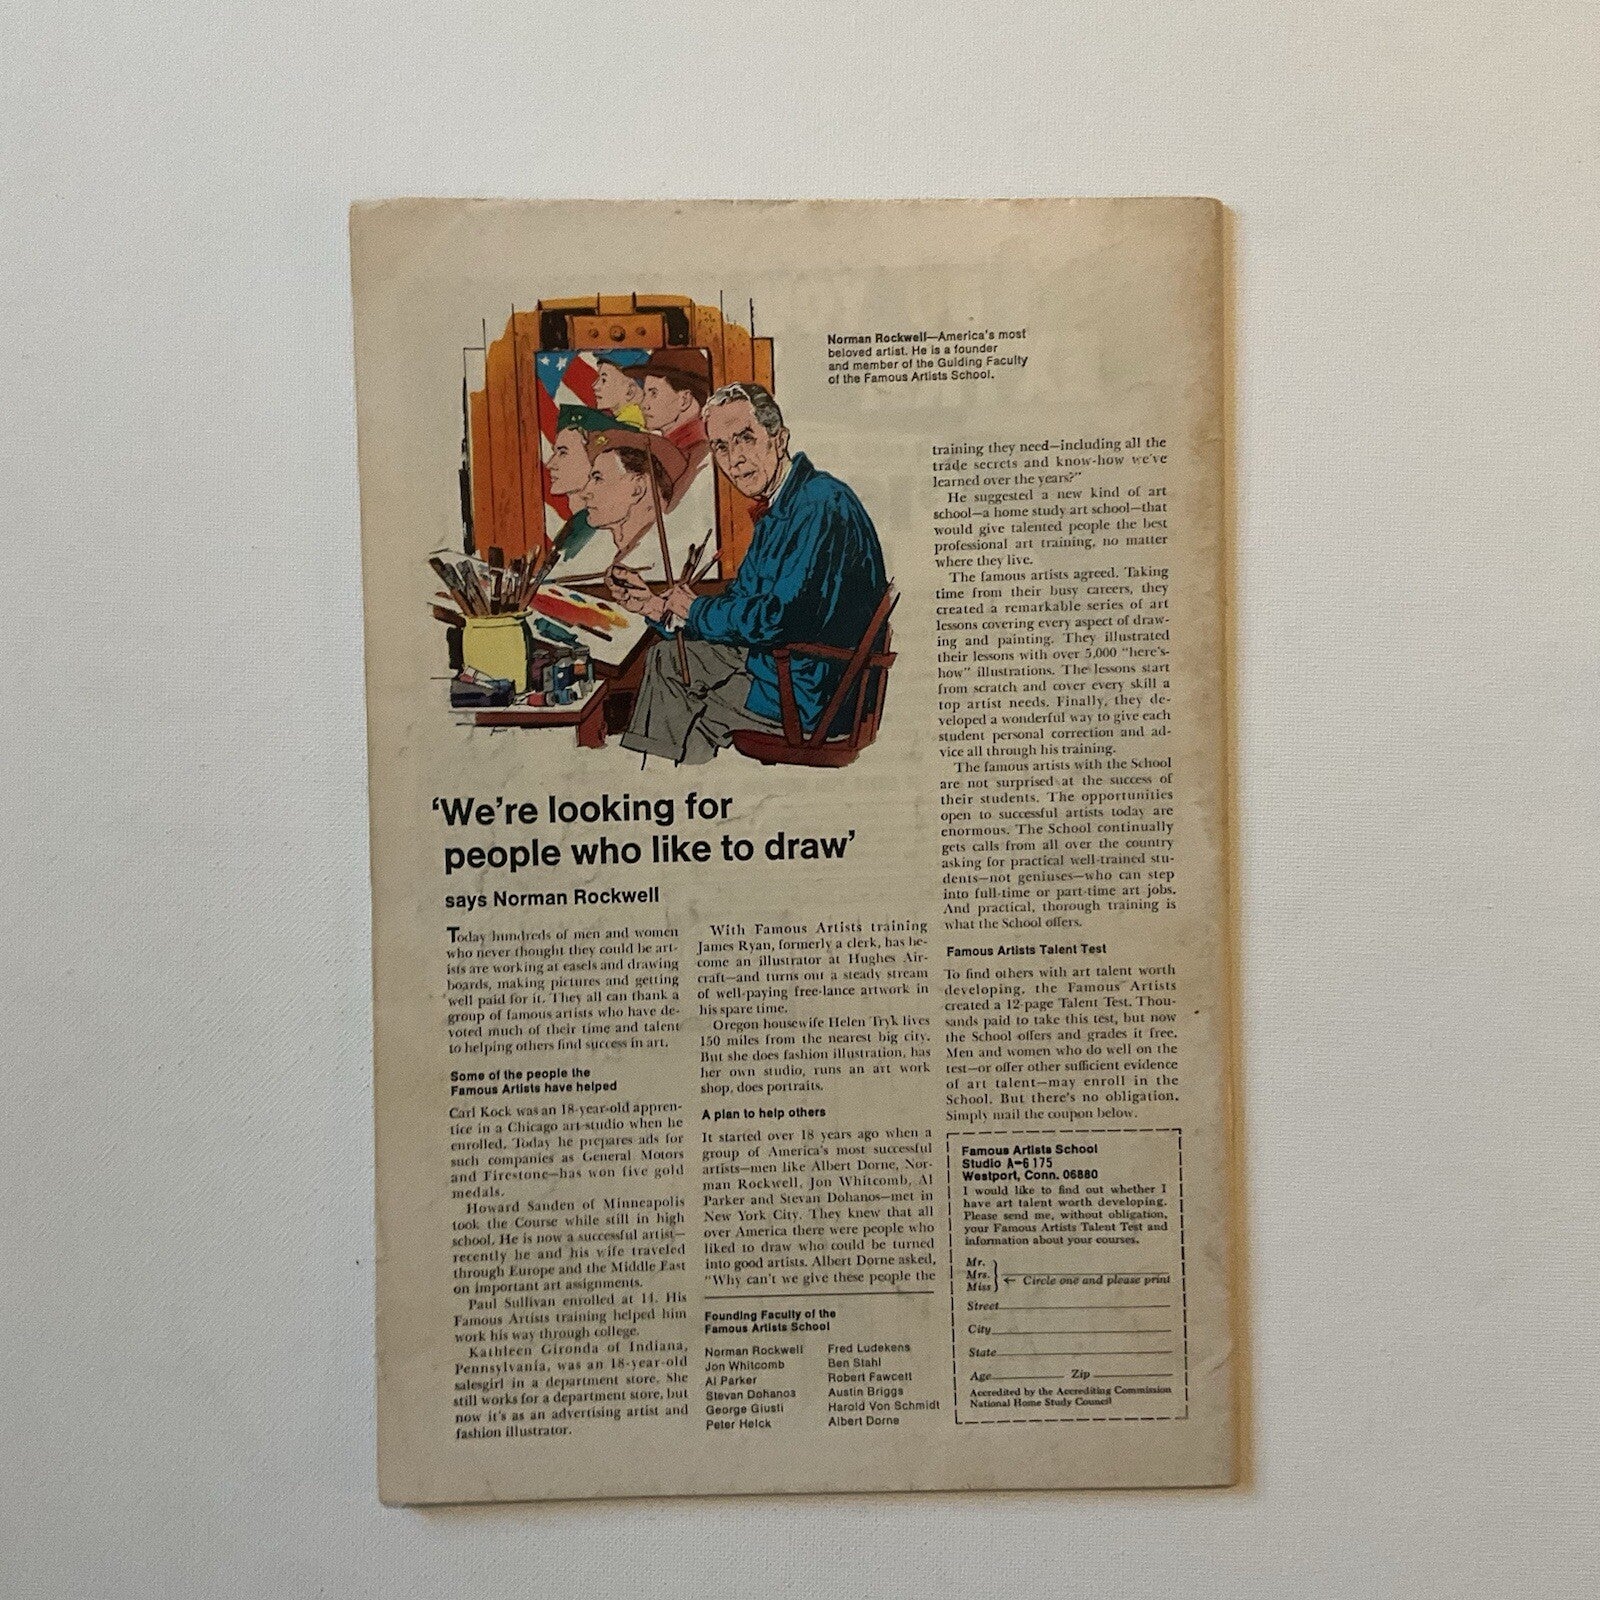 Norman Rockwell—America's most
beloved artist. He is a founder
and member of the Guiding Faculty
of the Famous Artists School.
'We're looking for
people who like to draw'
says Norman Rockwell
Today hundreds of men and women
who never thought they could be art-
ists are working at easels and drawing
boards, making pictures and getting
well paid for it. They all can thank a
group of famous artists who have de-
voted much of their time and talent
to helping others find success in art.
Some of the people the
Famous Artists have helped
Carl Kock was an 18-year-old appren-
tice in a Chicago art studio when he
enrolled. Today he prepares ads for
such companies as General Motors
and Firestone—has won five gold
medals.
Howard Sanden of Minneapolis
took the Course while still in high
school. He is now a successful artist—
recently he and his wife traveled
through Europe and the Middle East
on important art assignments.
Paul Sullivan enrolled at 14. His
Famous Artists training helped him
work his way through college.
Kathleen Gironda of Indiana,
Pennsylvania, was an 18-year-old
salesgirl in a department store. She
still works for a department store, but
now it's as an advertising artist and
fashion illustrator.
With Famous Artists training
James Ryan, formerly a clerk, has be-
come an illustrator at Hughes Air-
craft—and turns out a steady stream
of well-paying free-lance artwork in
his spare time.
Oregon housewife Helen Tryk lives
150 miles from the nearest big city.
But she does fashion illustration, has
her own studio, runs an art work
shop, does portraits.
A plan to help others
It started over 18 years ago when a
group of America's most successful
artists—men like Albert Dorne, Nor-
man Rockwell, Jon Whitcomb, Al
Parker and Stevan Dohanos—met in
New York City. They knew that all
over America there were people who
liked to draw who could be turned
into good artists. Albert Dorne asked,
"Why can't we give these people the
Founding Faculty of the
Famous Artists School
Norman Rockwell
Jon Whitcomb
Al Parker
Stevan Dohanos
George Giusti
Peter Helck
Fred Ludekens
Ben Stahl
Robert Fawcett
Austin Briggs
Harold Von Schmidt
Albert Dorne
training they need—including all the
trade secrets and know-how we've
learned over the years?"
He suggested a new kind of art
school—a home study art school—that
would give talented people the best
professional art training, no matter
where they live.
The famous artists agreed. Taking
time from their busy careers, they
created a remarkable series of art
lessons covering every aspect of draw-
ing and painting. They illustrated
their lessons with over 5,000 "here's-
how" illustrations. The lessons start
from scratch and cover every skill a
top artist needs. Finally, they de-
veloped a wonderful way to give each
student personal correction and ad-
vice all through his training.
The famous artists with the School
are not surprised at the success of
their students. The opportunities
open to successful artists today are
enormous. The School continually
gets calls from all over the country
asking for practical well-trained stu-
dents—not geniuses—who can step
into full-time or part-time art jobs.
And practical, thorough training is
what the School offers.
Famous Artists Talent Test
To find others with art talent worth
developing, the Famous Artists
created a 12-page Talent Test. Thou-
sands paid to take this test, but now
the School offers and grades it free.
Men and women who do well on the
test—or offer other sufficient evidence
of art talent—may enroll in the
School. But there's no obligation.
Simply mail the coupon below.
Famous Artists School
Studio A-6175
Westport, Conn. 06880
I would like to find out whether I
have art talent worth developing.
Please send me, without obligation,
your Famous Artists Talent Test and
information about your courses.
Mr.
Mrs. ← Circle one and please print
Miss
Street
City
State
Age Zip
Accredited by the Accrediting Commission
National Home Study Council